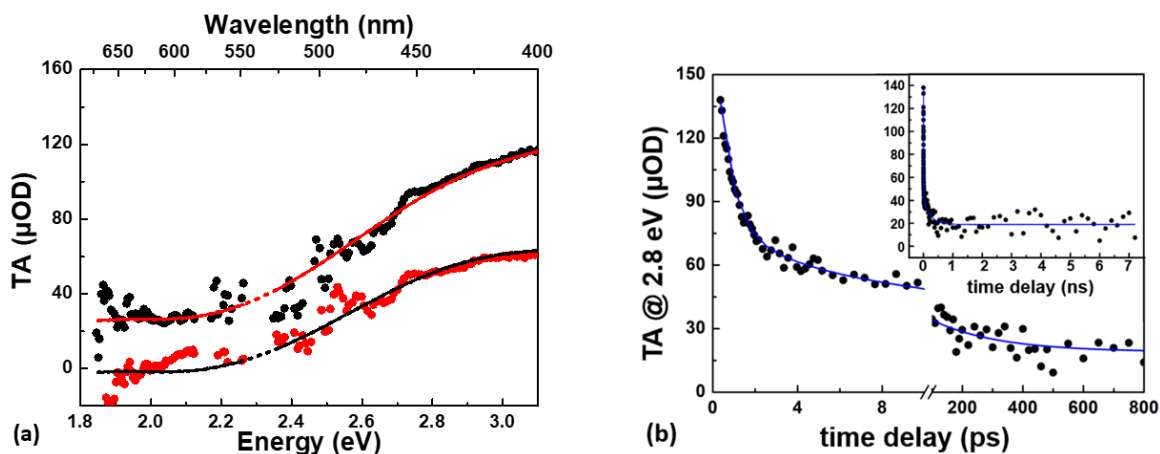 Wavelength (nm)
650 600 550 500 450 400
160
120
80
40
0
TA (µOD)
1.8 2.0 2.2 2.4 2.6 2.8 3.0
Energy (eV)
(a)
150
120
90
60
30
0
TA @ 2.8 eV (µOD)
0 4 8 200 400 600 800
time delay (ps)
140
120
100
80
60
40
20
0
0 1 2 3 4 5 6 7
time delay (ns)
(b)